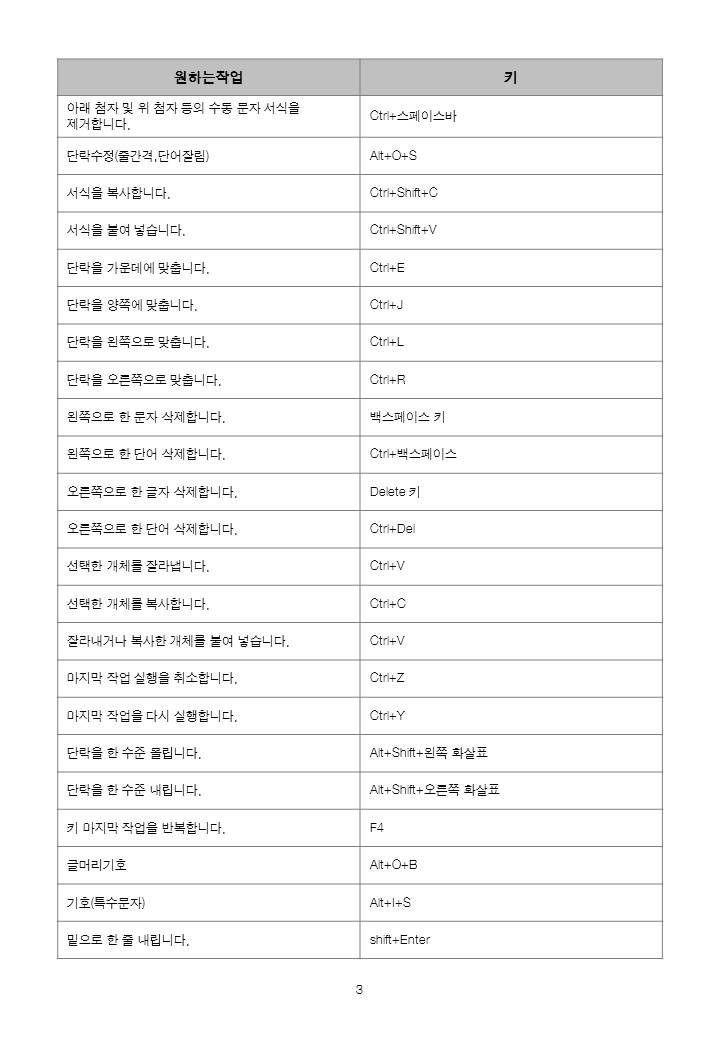 원하는작업 키
아래 첨자 및 위 첨자 등의 수동 문자 서식을
제거합니다. Ctrl+스페이스바
단락수정(줄간격,단어잘림) Alt+O+S
서식을 복사합니다. Ctrl+Shift+C
서식을 붙여 넣습니다. Ctrl+Shift+V
단락을 가운데에 맞춥니다. Ctrl+E
단락을 양쪽에 맞춥니다. Ctrl+J
단락을 왼쪽으로 맞춥니다. Ctrl+L
단락을 오른쪽으로 맞춥니다. Ctrl+R
왼쪽으로 한 문자 삭제합니다. 백스페이스 키
왼쪽으로 한 단어 삭제합니다. Ctrl+백스페이스
오른쪽으로 한 글자 삭제합니다. Delete 키
오른쪽으로 한 단어 삭제합니다. Ctrl+Del
선택한 개체를 잘라냅니다. Ctrl+V
선택한 개체를 복사합니다. Ctrl+C
잘라내거나 복사한 개체를 붙여 넣습니다. Ctrl+V
마지막 작업 실행을 취소합니다. Ctrl+Z
마지막 작업을 다시 실행합니다. Ctrl+Y
단락을 한 수준 올립니다. Alt+Shift+왼쪽 화살표
단락을 한 수준 내립니다. Alt+Shift+오른쪽 화살표
키 마지막 작업을 반복합니다. F4
글머리기호 Alt+O+B
기호(특수문자) Alt+I+S
밑으로 한 줄 내립니다. shift+Enter
3